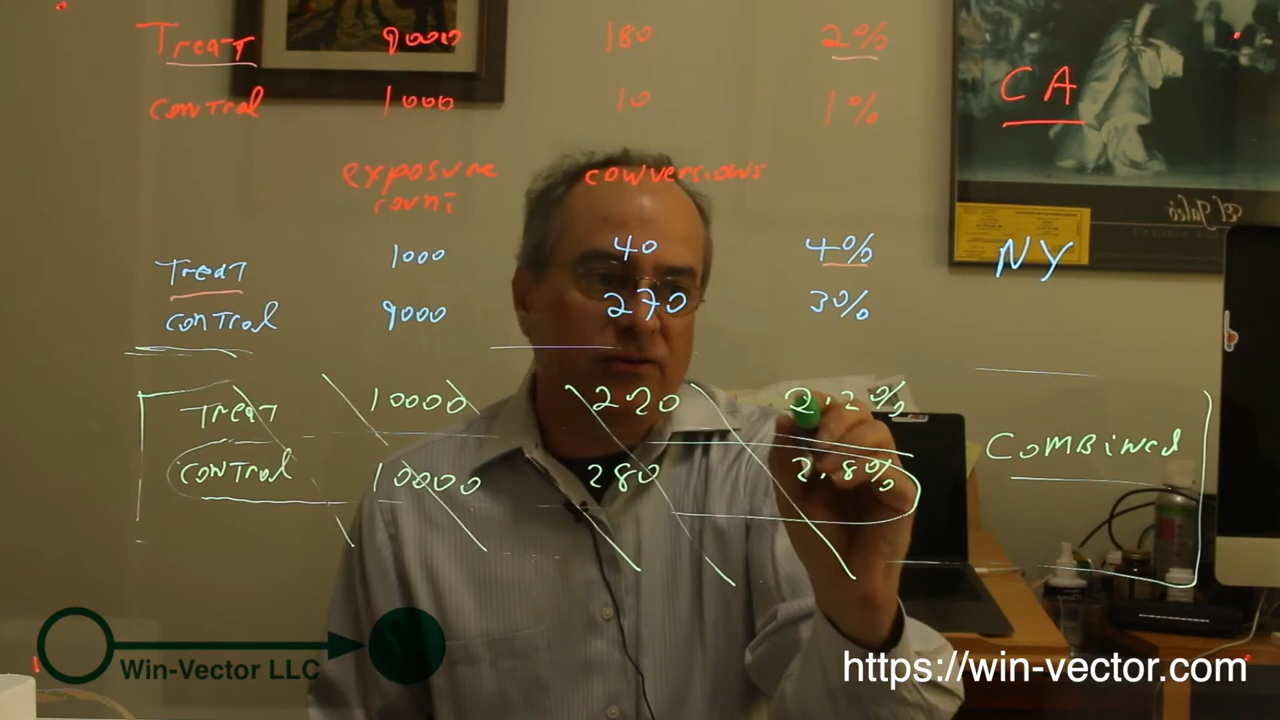 Treat 9000 180 2%
control 1000 10 1% CA
exposure conversions
count
Treat 1000 40 4% NY
control 9000 270 3%
Treat 10000 220 2.2%
COMBined
control 10000 280 2.8%
Win-Vector LLC
https://win-vector.com